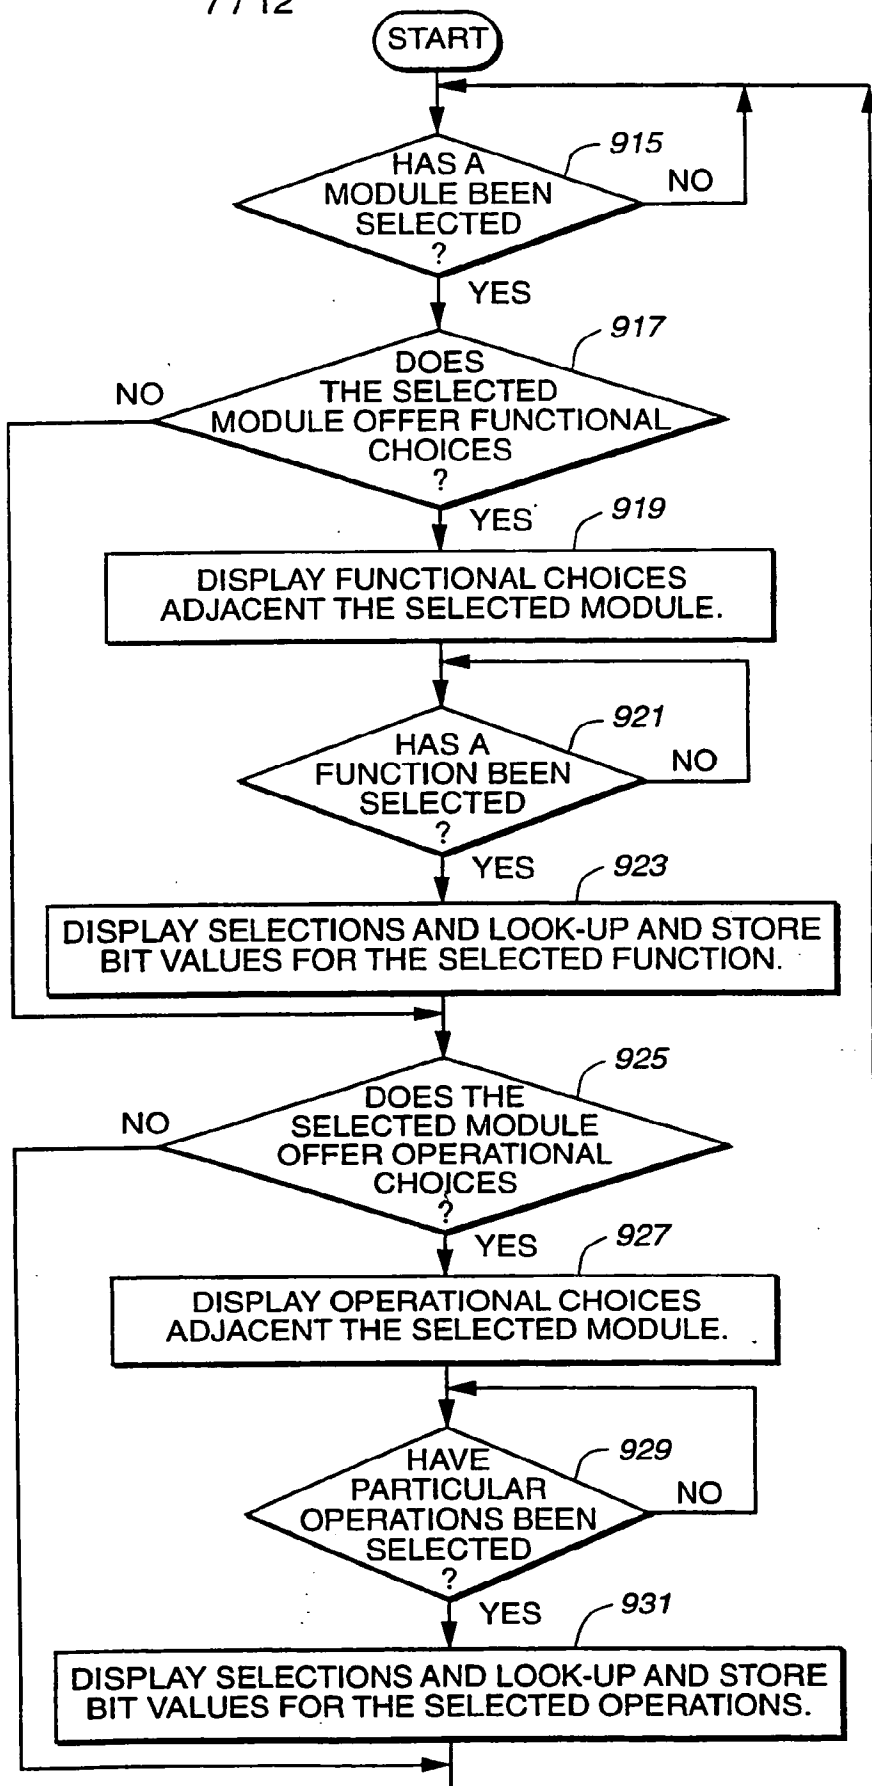 7 / 12
START
915
HAS A
MODULE BEEN
SELECTED
?
NO
YES
917
DOES
THE SELECTED
MODULE OFFER FUNCTIONAL
CHOICES
?
NO
YES
919
DISPLAY FUNCTIONAL CHOICES
ADJACENT THE SELECTED MODULE.
921
HAS A
FUNCTION BEEN
SELECTED
?
NO
YES
923
DISPLAY SELECTIONS AND LOOK-UP AND STORE
BIT VALUES FOR THE SELECTED FUNCTION.
925
DOES THE
SELECTED MODULE
OFFER OPERATIONAL
CHOICES
?
NO
YES
927
DISPLAY OPERATIONAL CHOICES
ADJACENT THE SELECTED MODULE.
929
HAVE
PARTICULAR
OPERATIONS BEEN
SELECTED
?
NO
YES
931
DISPLAY SELECTIONS AND LOOK-UP AND STORE
BIT VALUES FOR THE SELECTED OPERATIONS.